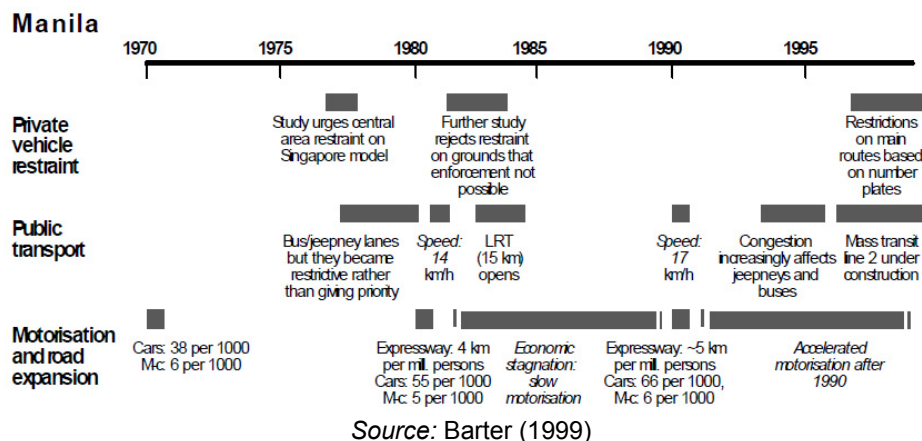 Manila
1970 1975 1980 1985 1990 1995
Private
vehicle
restraint
Study urges central
area restraint on
Singapore model
Further study
rejects restraint
on grounds that
enforcement not
possible
Restrictions
on main
routes based
on number
plates
Public
transport
Bus/jeepney lanes
but they became
restrictive rather
than giving priority
Speed:
14
km/h
LRT
(15 km)
opens
Speed:
17
km/h
Congestion
increasingly affects
jeepneys and
buses
Mass transit
line 2 under
construction
Motorisation
and road
expansion
Cars: 38 per 1000
M-c: 6 per 1000
Expressway: 4 km
per mill. persons
Cars: 55 per 1000
M-c: 5 per 1000
Economic
stagnation:
slow
motorisation
Expressway: ~5 km
per mill. persons
Cars: 66 per 1000,
M-c: 6 per 1000
Accelerated
motorisation after
1990
Source: Barter (1999)